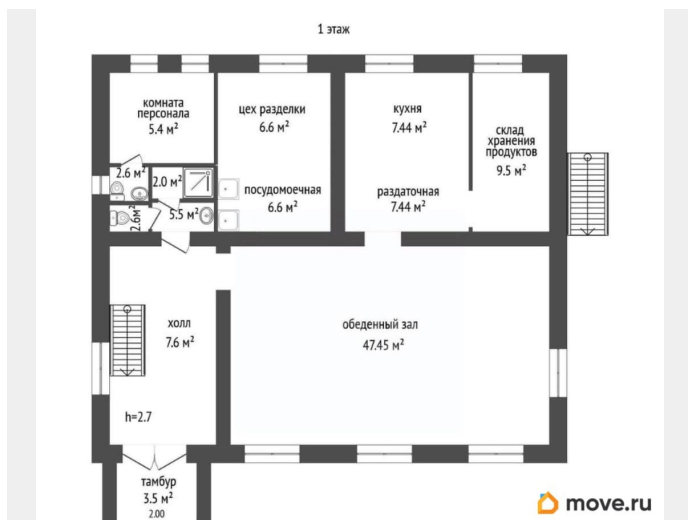 1 этаж
комната
персонала
5.4 м²
цех разделки
6.6 м²
кухня
7.44 м²
склад
хранения
продуктов
9.5 м²
2.6 м²
2.0 м²
посудомоечная
6.6 м²
раздаточная
7.44 м²
2.6м²
5.5 м²
холл
7.6 м²
обеденный зал
47.45 м²
h=2.7
тамбур
3.5 м²
2.00
move.ru